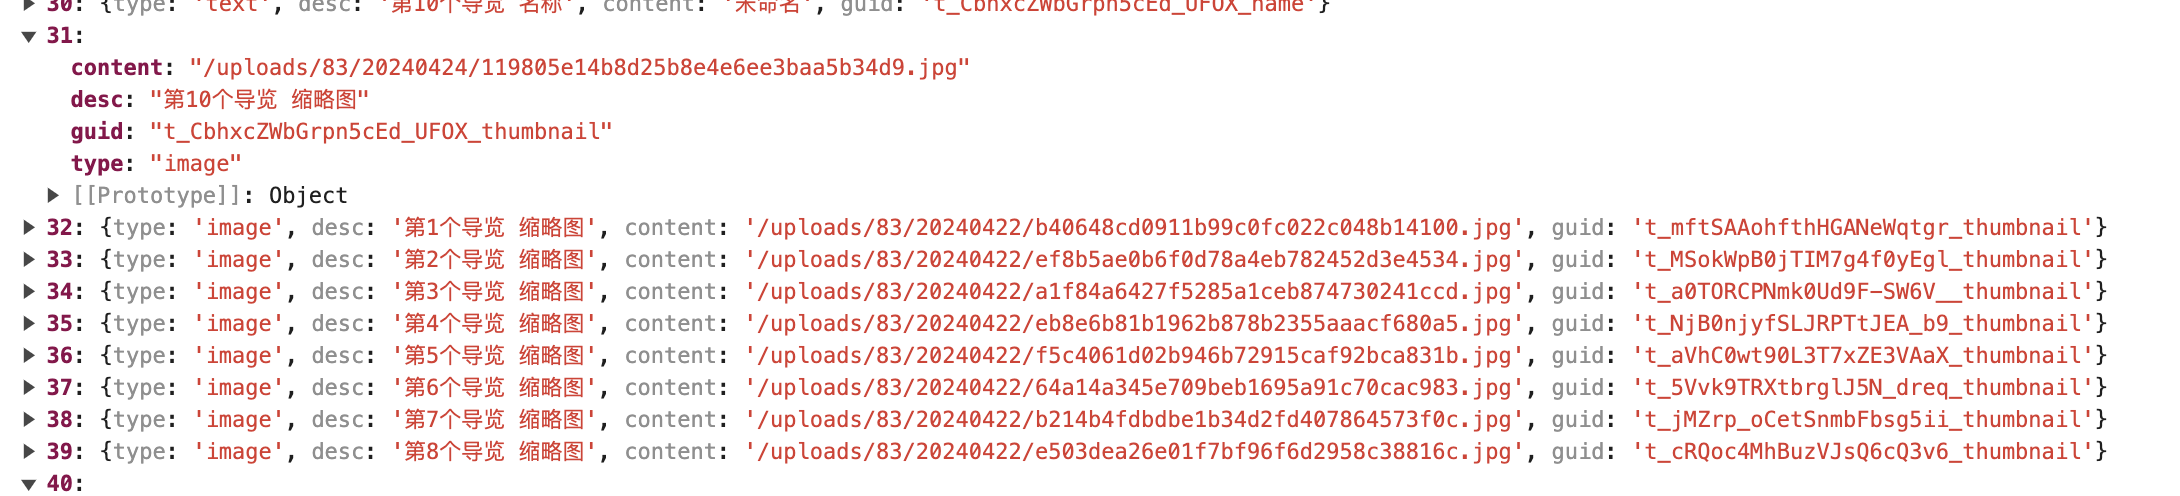 30: {type: 'text', desc: '第10个导览 名称', content: '未命名', guid: 't_CbhxcZWbGrpn5cEd_UFOX_name'}
31:
content: "/uploads/83/20240424/119805e14b8d25b8e4e6ee3baa5b34d9.jpg"
desc: "第10个导览 缩略图"
guid: "t_CbhxcZWbGrpn5cEd_UFOX_thumbnail"
type: "image"
[[Prototype]]: Object
32: {type: 'image', desc: '第1个导览 缩略图', content: '/uploads/83/20240422/b40648cd0911b99c0fc022c048b14100.jpg', guid: 't_mftSAAohfthHGANeWqtgr_thumbnail'}
33: {type: 'image', desc: '第2个导览 缩略图', content: '/uploads/83/20240422/ef8b5ae0b6f0d78a4eb782452d3e4534.jpg', guid: 't_MSokWpB0jTIM7g4f0yEgl_thumbnail'}
34: {type: 'image', desc: '第3个导览 缩略图', content: '/uploads/83/20240422/a1f84a6427f5285a1ceb874730241ccd.jpg', guid: 't_a0TORCPNmk0Ud9F-SW6V__thumbnail'}
35: {type: 'image', desc: '第4个导览 缩略图', content: '/uploads/83/20240422/eb8e6b81b1962b878b2355aaacf680a5.jpg', guid: 't_NjB0njyfSLJRPTtJEA_b9_thumbnail'}
36: {type: 'image', desc: '第5个导览 缩略图', content: '/uploads/83/20240422/f5c4061d02b946b72915caf92bca831b.jpg', guid: 't_aVhC0wt90L3T7xZE3VAaX_thumbnail'}
37: {type: 'image', desc: '第6个导览 缩略图', content: '/uploads/83/20240422/64a14a345e709beb1695a91c70cac983.jpg', guid: 't_5Vvk9TRXtbrglJ5N_dreq_thumbnail'}
38: {type: 'image', desc: '第7个导览 缩略图', content: '/uploads/83/20240422/b214b4fdbdbe1b34d2fd407864573f0c.jpg', guid: 't_jMZrp_oCetSnmbFbsg5ii_thumbnail'}
39: {type: 'image', desc: '第8个导览 缩略图', content: '/uploads/83/20240422/e503dea26e01f7bf96f6d2958c38816c.jpg', guid: 't_cRQoc4MhBuzVJsQ6cQ3v6_thumbnail'}
40: